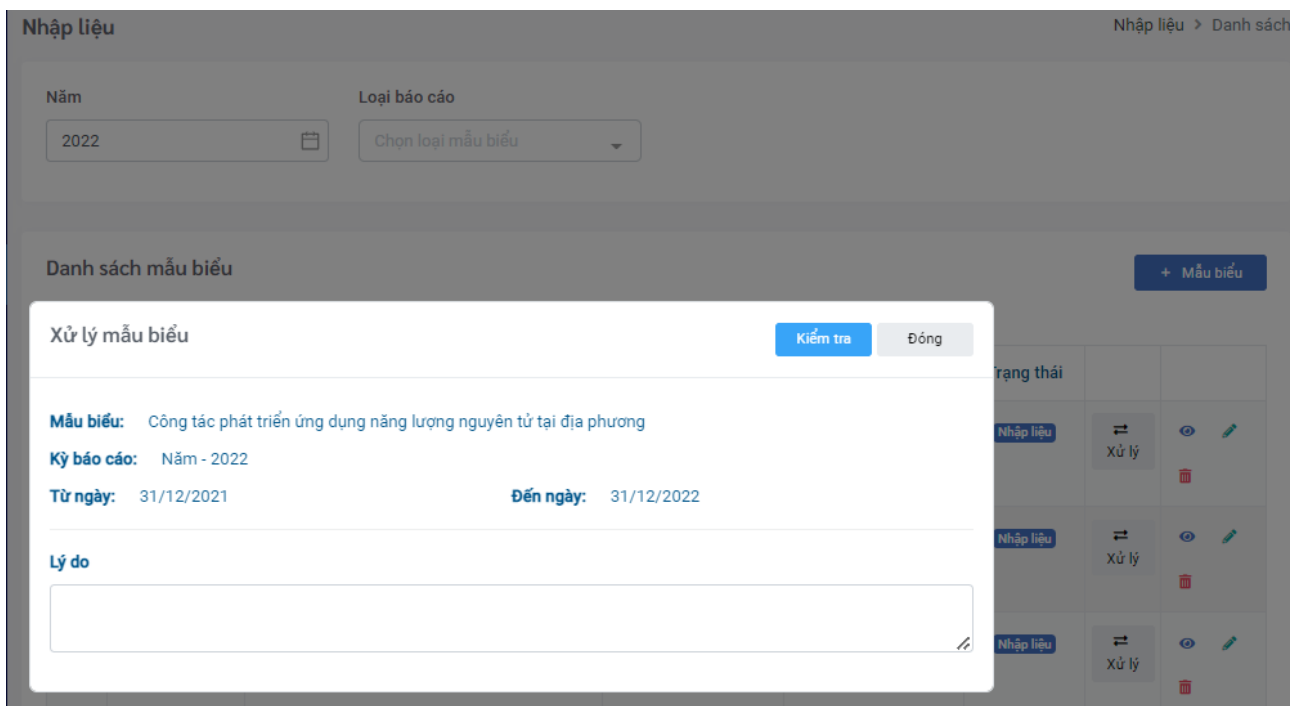 Nhập liệu
Nhập liệu > Danh sách
Năm
Loại báo cáo
2022
Chọn loại mẫu biểu
Danh sách mẫu biểu
+ Mẫu biểu
Xử lý mẫu biểu
Kiểm tra
Đóng
Trạng thái
Mẫu biểu: Công tác phát triển ứng dụng năng lượng nguyên tử tại địa phương
Nhập liệu
Xử lý
Kỳ báo cáo: Năm - 2022
Từ ngày: 31/12/2021
Đến ngày: 31/12/2022
Nhập liệu
Xử lý
Lý do
Nhập liệu
Xử lý